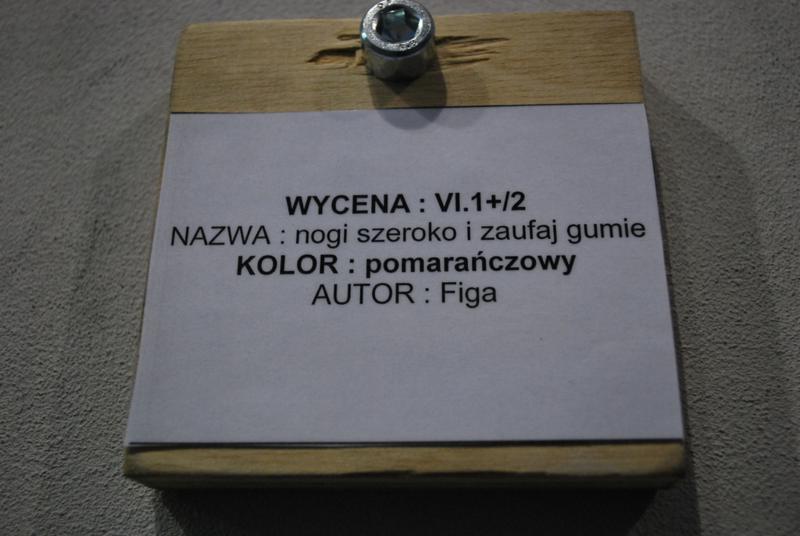 WYCENA : VI.1+/2
NAZWA : nogi szeroko i zaufaj gumie
KOLOR : pomarańczowy
AUTOR : Figa